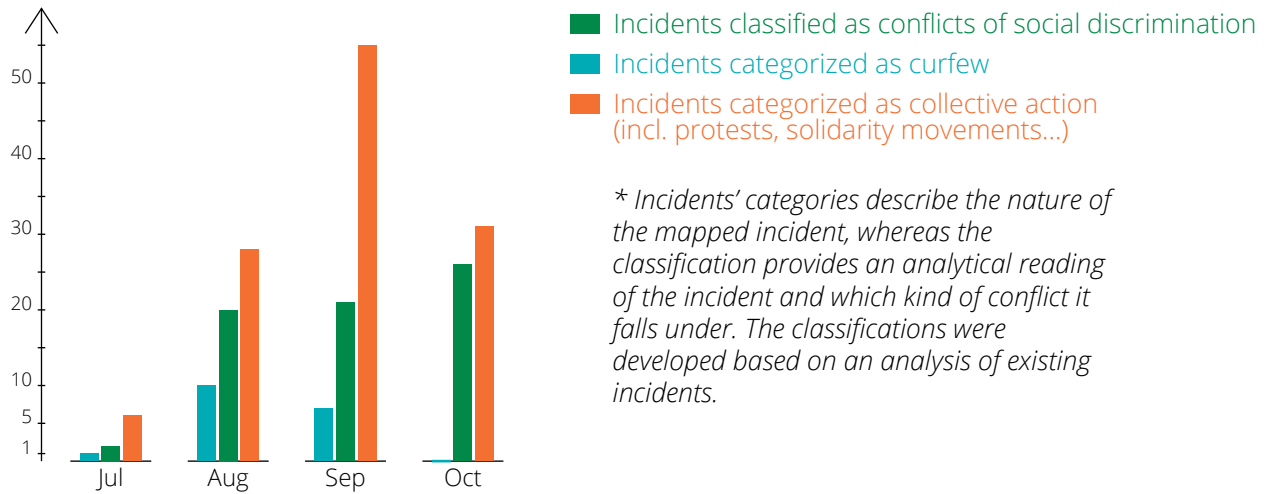 Incidents classified as conflicts of social discrimination
Incidents categorized as curfew
Incidents categorized as collective action
(incl. protests, solidarity movements...)
* Incidents' categories describe the nature of
the mapped incident, whereas the
classification provides an analytical reading
of the incident and which kind of conflict it
falls under. The classifications were
developed based on an analysis of existing
incidents.
50
40
30
20
10
5
1
Jul Aug Sep Oct